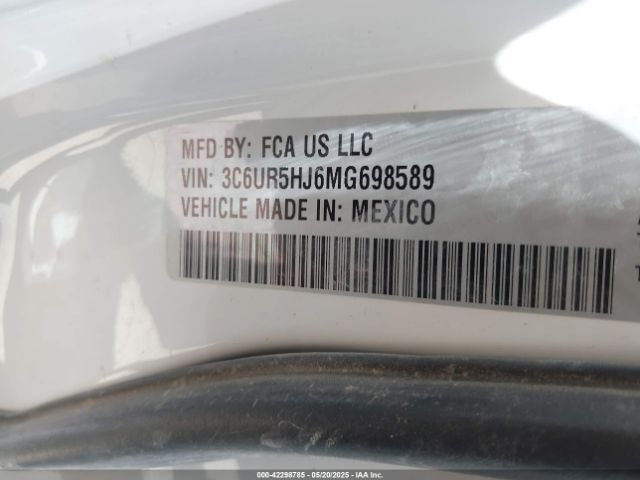 MFD BY: FCA US LLC
VIN: 3C6UR5HJ6MG698589
VEHICLE MADE IN: MEXICO
000-42298785 - 05/20/2025 - IAA Inc.